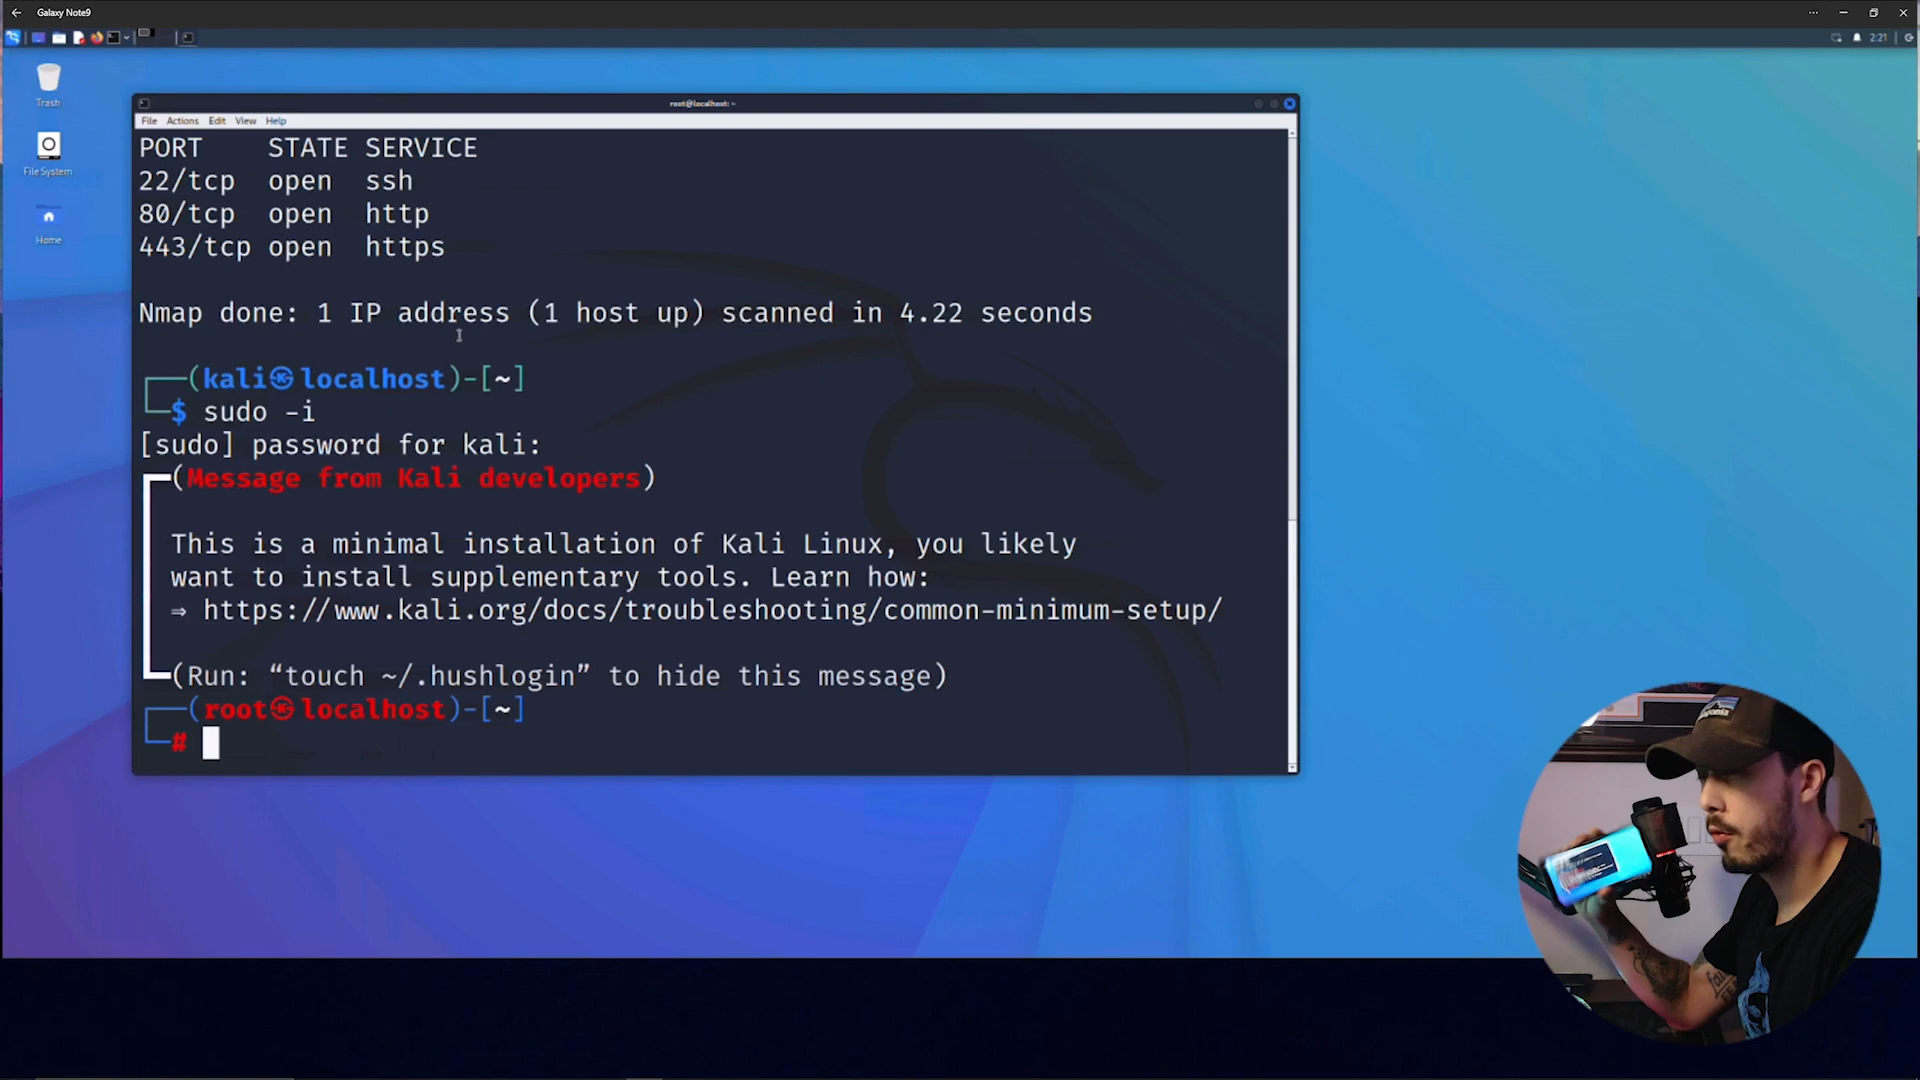 Galaxy Note9
2:21
Trash
File System
Home
root@localhost: ~
File Actions Edit View Help
PORT STATE SERVICE
22/tcp open ssh
80/tcp open http
443/tcp open https
Nmap done: 1 IP address (1 host up) scanned in 4.22 seconds
(kali㉿localhost)-[~]
$ sudo -i
[sudo] password for kali:
(Message from Kali developers)
This is a minimal installation of Kali Linux, you likely
want to install supplementary tools. Learn how:
⇒ https://www.kali.org/docs/troubleshooting/common-minimum-setup/
(Run: “touch ~/.hushlogin” to hide this message)
(root㉿localhost)-[~]
#